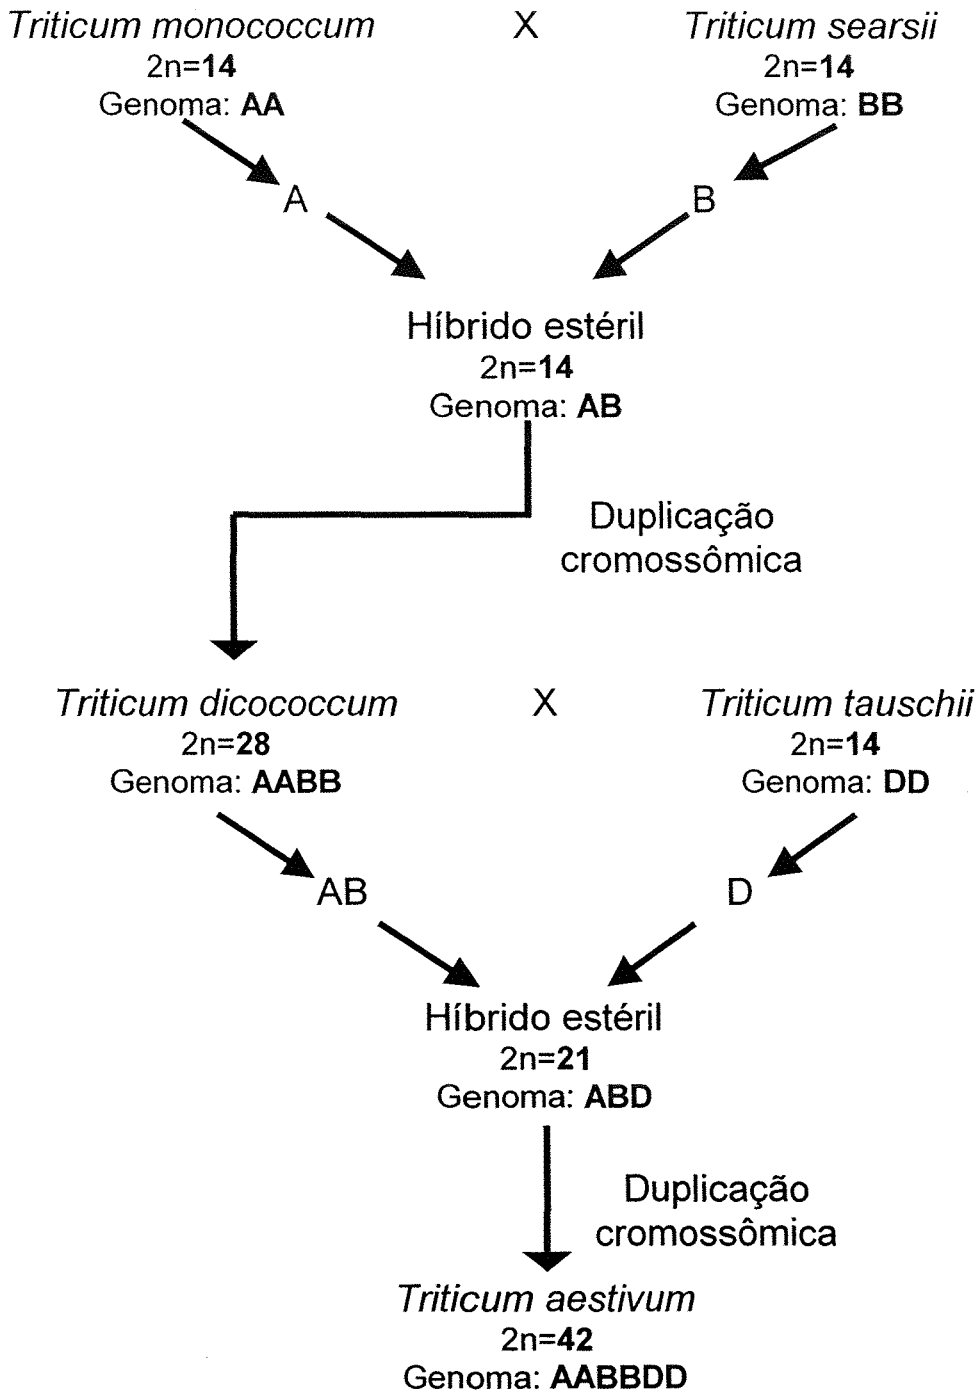 Triticum monococcum X Triticum searsii
2n=14 2n=14
Genoma: AA Genoma: BB
A B
Híbrido estéril
2n=14
Genoma: AB
Duplicação
cromossômica
Triticum dicococcum X Triticum tauschii
2n=28 2n=14
Genoma: AABB Genoma: DD
AB D
Híbrido estéril
2n=21
Genoma: ABD
Duplicação
cromossômica
Triticum aestivum
2n=42
Genoma: AABBDD